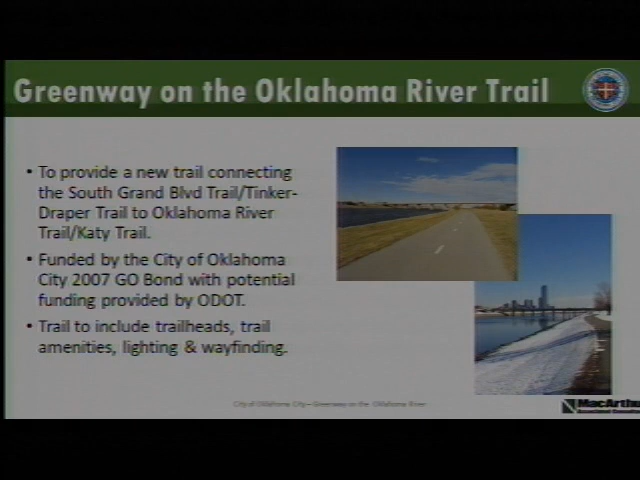 Greenway on the Oklahoma River Trail
• To provide a new trail connecting
the South Grand Blvd Trail/Tinker-
Draper Trail to Oklahoma River
Trail/Katy Trail.
• Funded by the City of Oklahoma
City 2007 GO Bond with potential
funding provided by ODOT.
• Trail to include trailheads, trail
amenities, lighting & wayfinding.
City of Oklahoma City – Greenway on the Oklahoma River
MacArthu